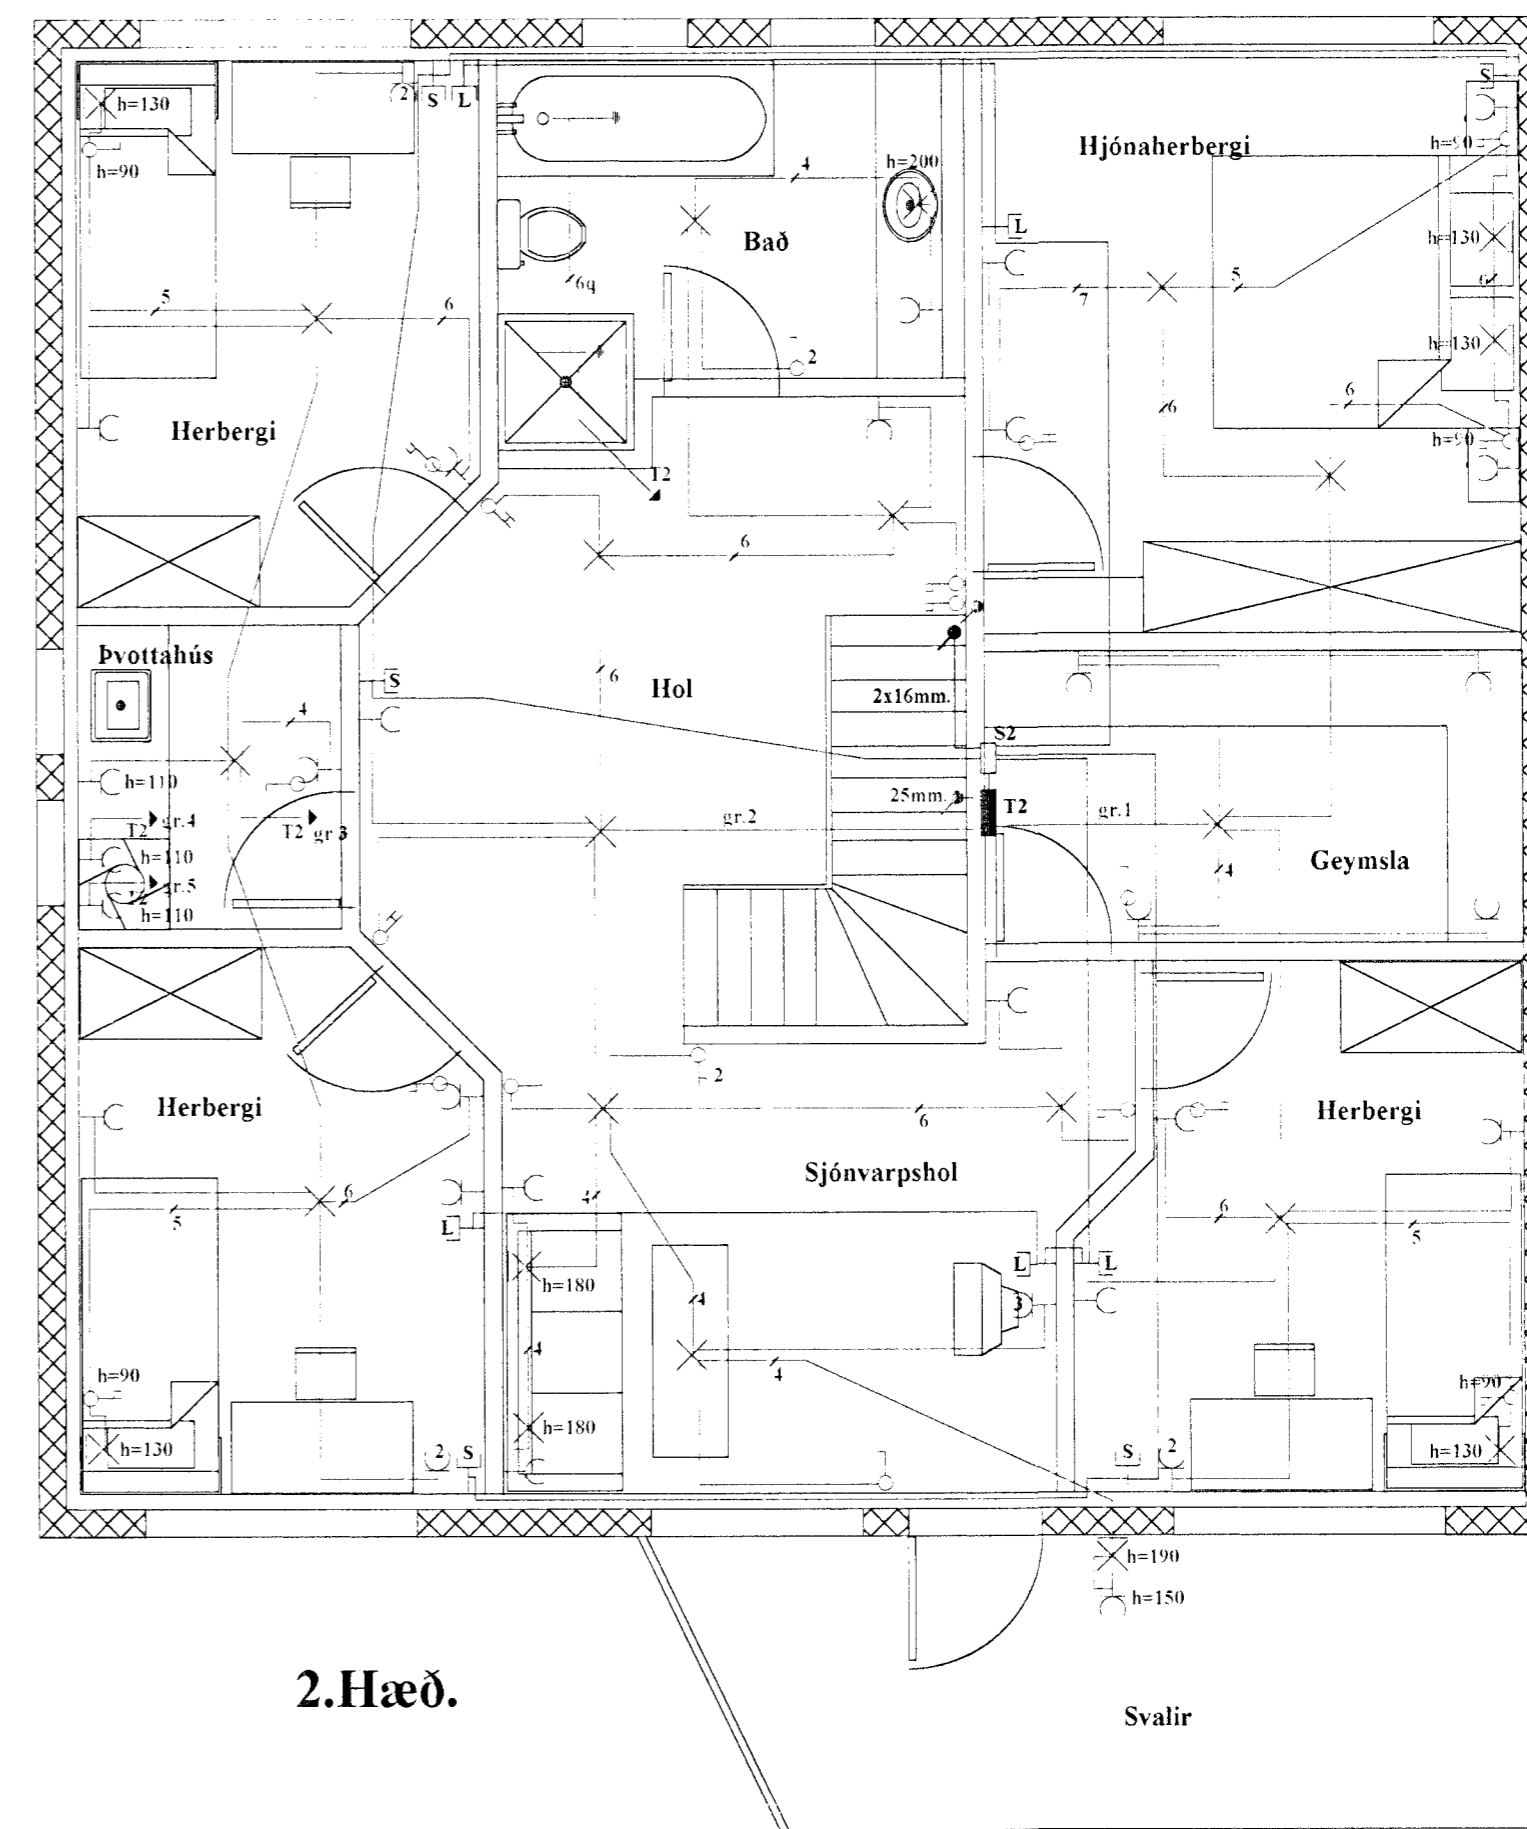 h=130
2
S
L
S
h=90
4
h=200
Hjónaherbergi
h=90
Bað
L
h=130
5
6
6q
7
5
6
2
h=130
6
6
Herbergi
h=90
T2
6
Þvottahús
S
6
Hol
2x16mm.
4
S2
h=110
25mm.
T2
gr.4
T2
T2
gr.3
gr.2
gr.1
h=110
gr.5
h=110
4
Geymsla
2
Herbergi
6
Herbergi
Sjónvarpshol
6
5
4
6
5
L
L
L
h=180
4
3
4
4
h=90
h=90
h=130
2
S
h=180
S
2
h=130
h=190
h=150
2.Hæð.
Svalir